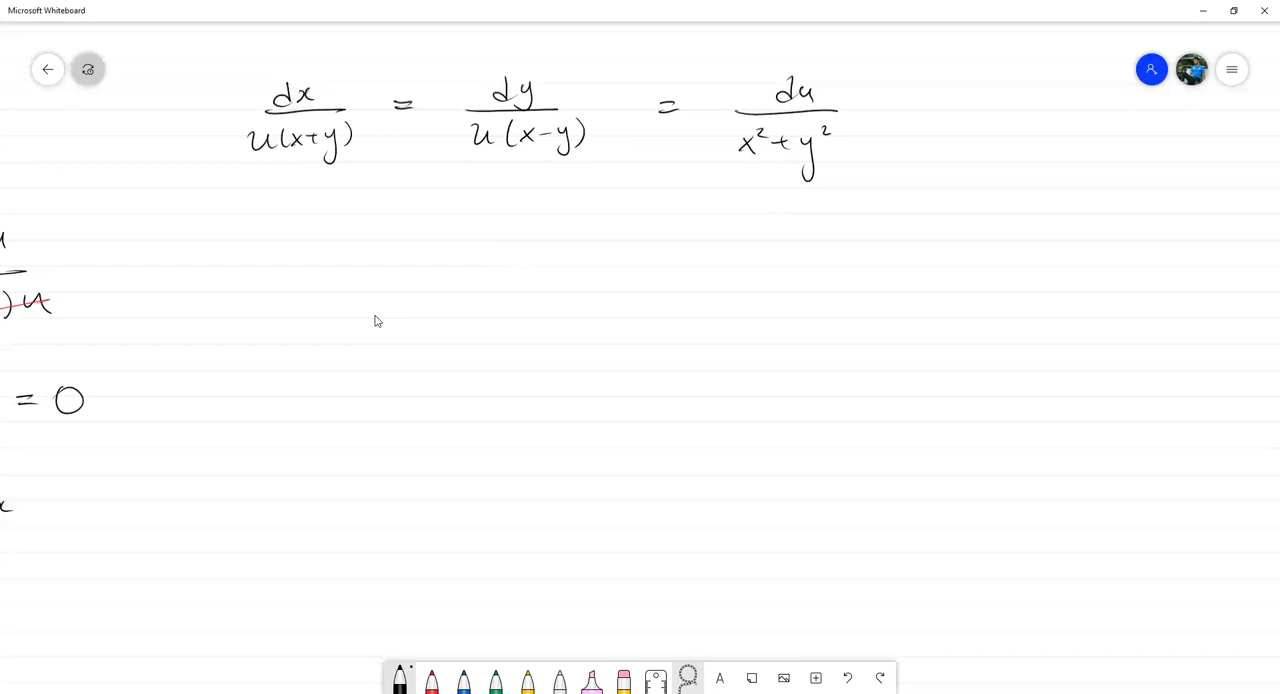 Microsoft Whiteboard
dx/u(x+y) = dy/u(x-y) = du/x²+y²
)u
= 0
A